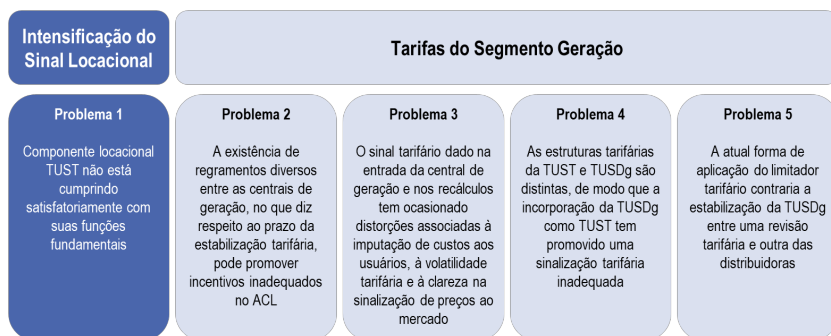 Intensificação do
Sinal Locacional
Tarifas do Segmento Geração
Problema 1
Componente locacional
TUST não está
cumprindo
satisfatoriamente com
suas funções
fundamentais
Problema 2
A existência de
regramentos diversos
entre as centrais de
geração, no que diz
respeito ao prazo da
estabilização tarifária,
pode promover
incentivos inadequados
no ACL
Problema 3
O sinal tarifário dado na
entrada da central de
geração e nos recálculos
tem ocasionado
distorções associadas à
imputação de custos aos
usuários, à volatilidade
tarifária e à clareza na
sinalização de preços ao
mercado
Problema 4
As estruturas tarifárias
da TUST e TUSDg são
distintas, de modo que a
incorporação da TUSDg
como TUST tem
promovido uma
sinalização tarifária
inadequada
Problema 5
A atual forma de
aplicação do limitador
tarifário contraria a
estabilização da TUSDg
entre uma revisão
tarifária e outra das
distribuidoras